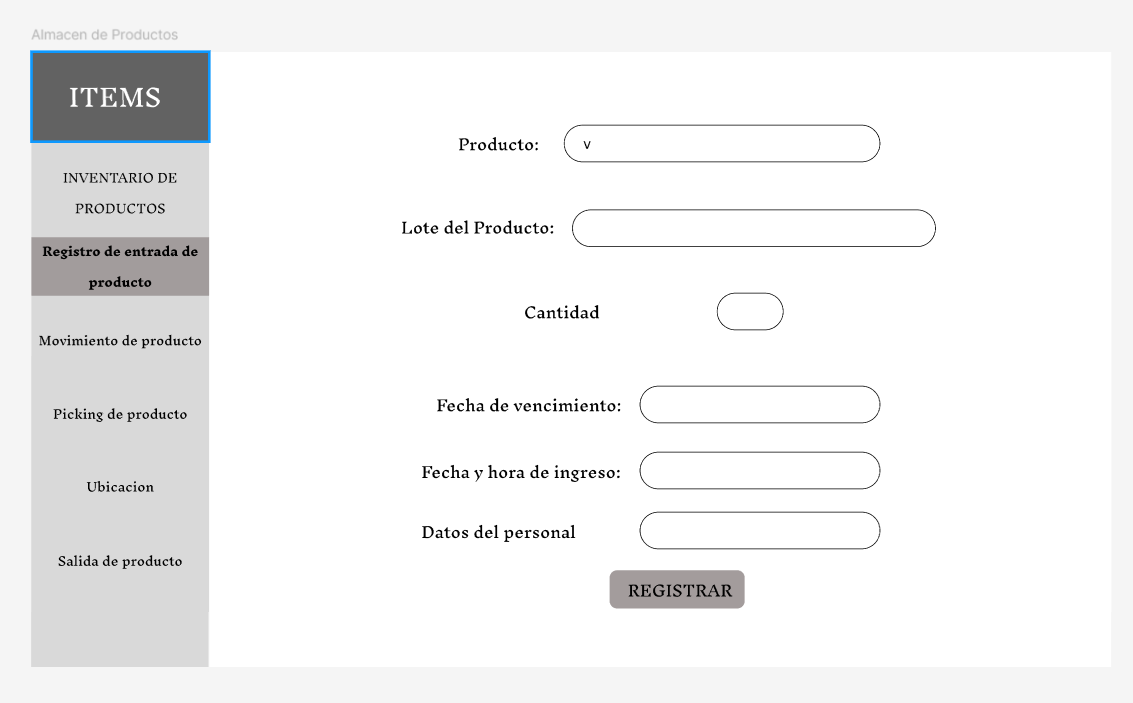 Almacen de Productos
ITEMS
INVENTARIO DE
PRODUCTOS
Registro de entrada de
producto
Movimiento de producto
Picking de producto
Ubicacion
Salida de producto
Producto: v
Lote del Producto:
Cantidad
Fecha de vencimiento:
Fecha y hora de ingreso:
Datos del personal
REGISTRAR